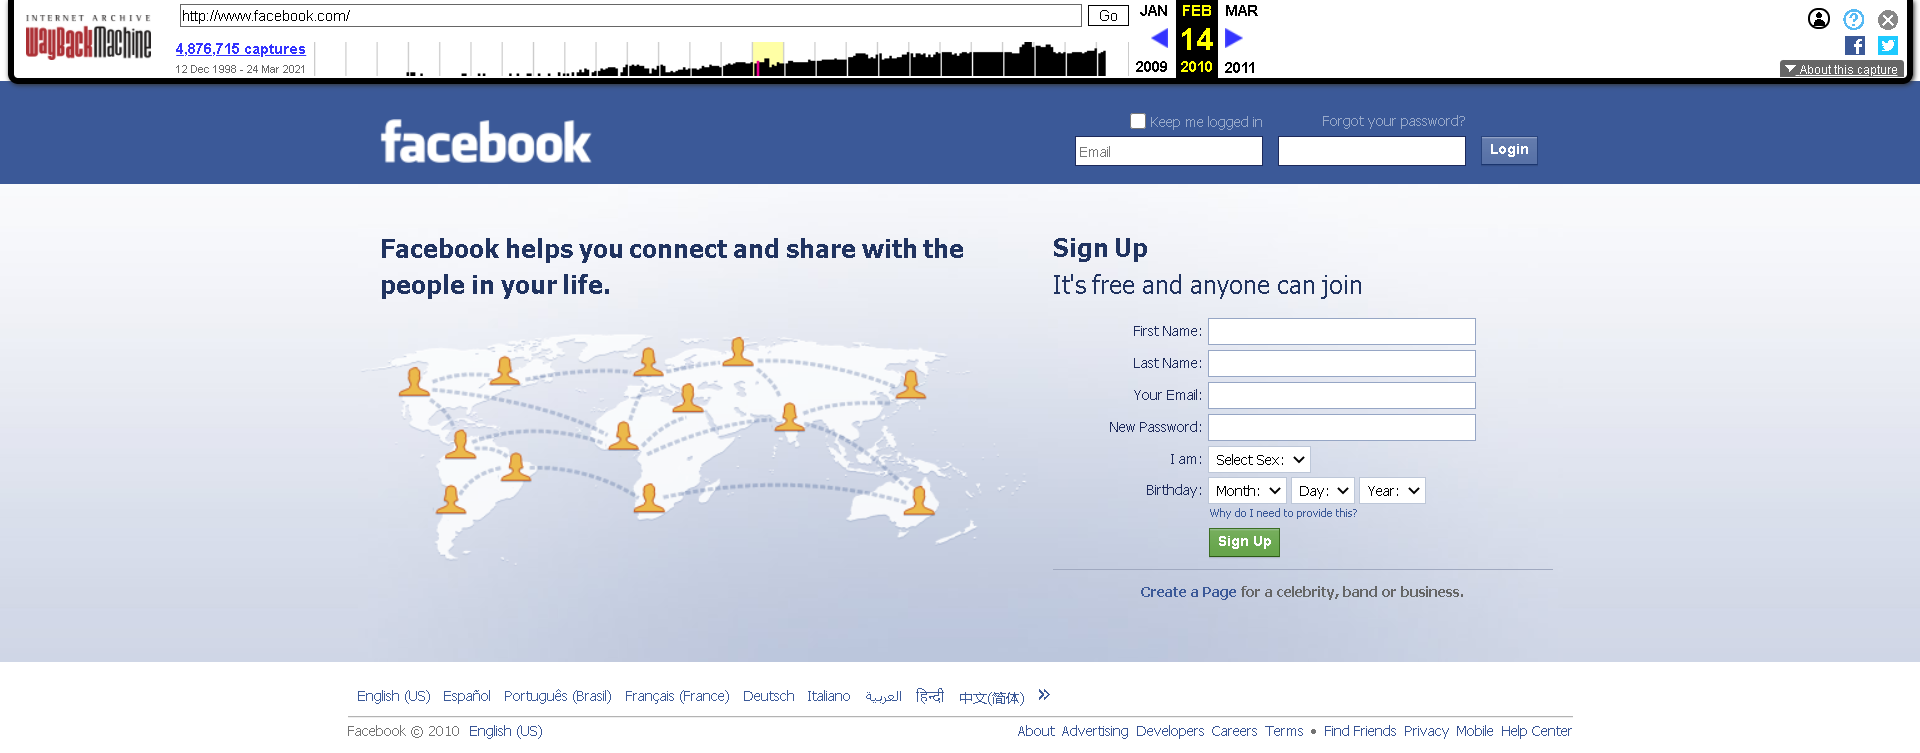 INTERNET ARCHIVE
WayBackMachine
http://www.facebook.com/
Go
4,876,715 captures
12 Dec 1998 - 24 Mar 2021
JAN FEB MAR
14
2009 2010 2011
About this capture
facebook
Keep me logged in
Forgot your password?
Email
Login
Facebook helps you connect and share with the
people in your life.
Sign Up
It's free and anyone can join
First Name:
Last Name:
Your Email:
New Password:
I am: Select Sex:
Birthday: Month: Day: Year:
Why do I need to provide this?
Sign Up
Create a Page for a celebrity, band or business.
English (US) Español Português (Brasil) Français (France) Deutsch Italiano العربية हिन्दी 中文(简体) »
Facebook © 2010 English (US)
About Advertising Developers Careers Terms • Find Friends Privacy Mobile Help Center